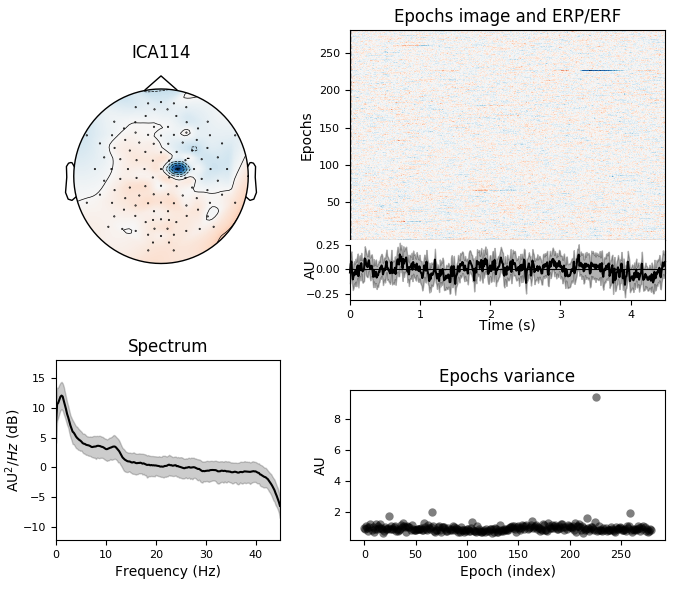 ICA114
Epochs image and ERP/ERF
Epochs
250
200
150
100
50
AU
0.25
0.00
−0.25
0 1 2 3 4
Time (s)
Spectrum
AU²/Hz (dB)
15
10
5
0
−5
−10
0 10 20 30 40
Frequency (Hz)
Epochs variance
AU
8
6
4
2
0 50 100 150 200 250
Epoch (index)